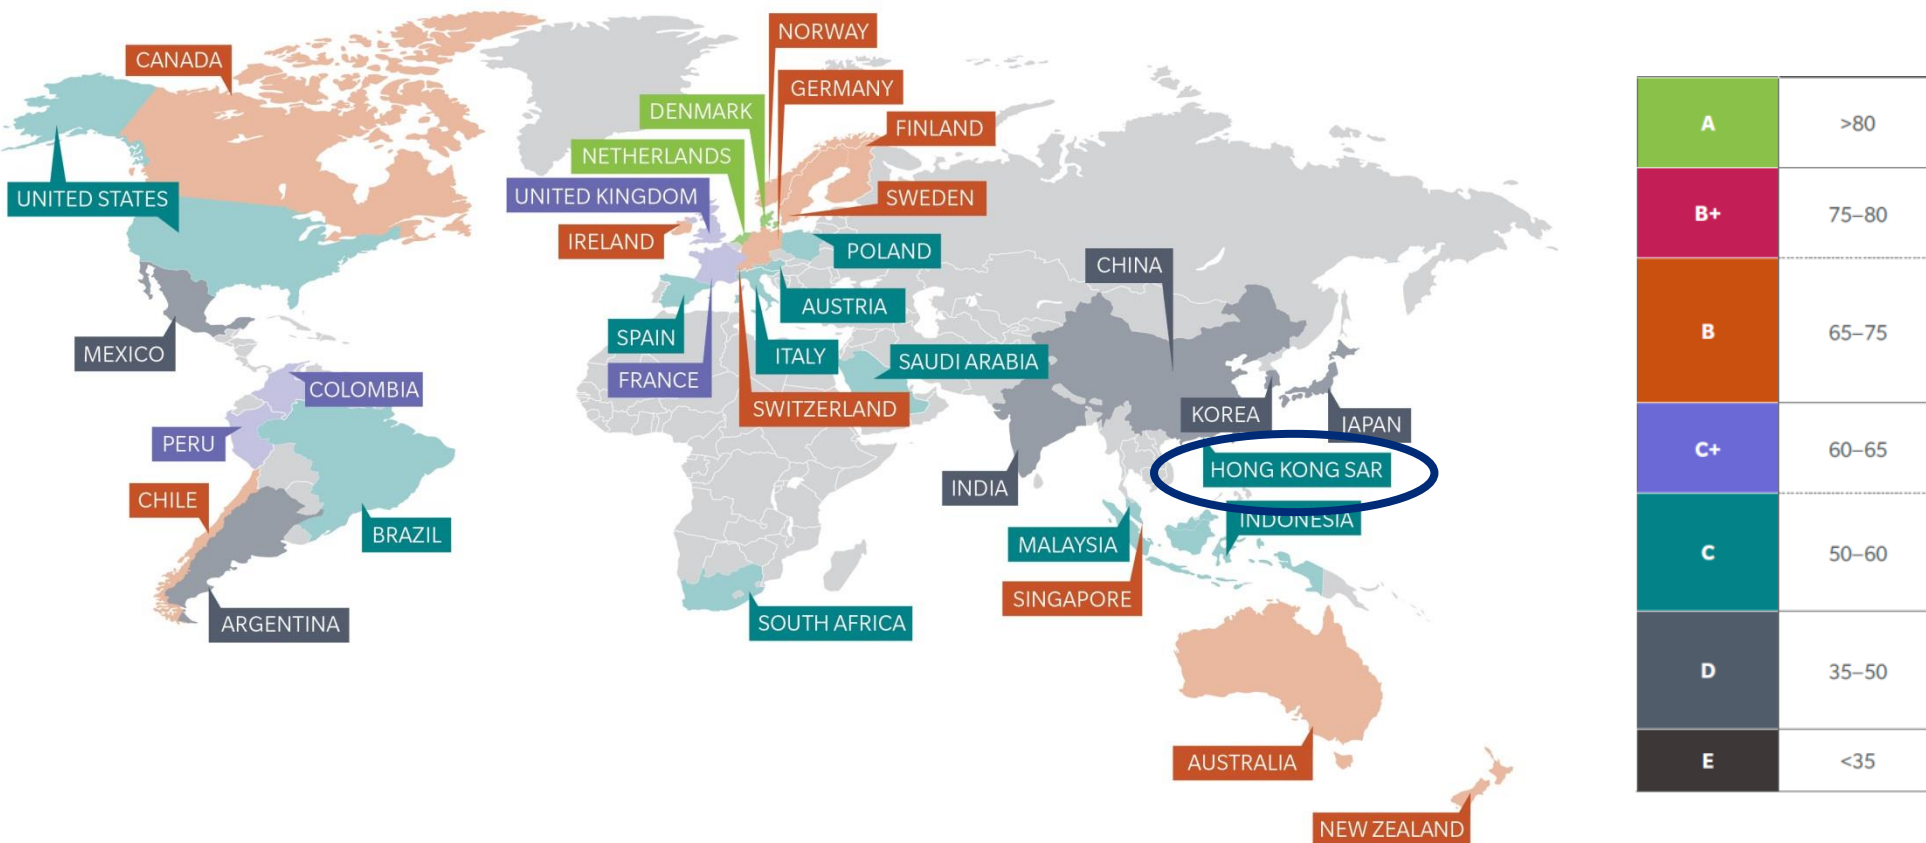 NORWAY
CANADA
GERMANY
DENMARK
FINLAND
NETHERLANDS
UNITED KINGDOM
UNITED STATES
SWEDEN
IRELAND
POLAND
CHINA
AUSTRIA
SPAIN
ITALY
SAUDI ARABIA
MEXICO
FRANCE
COLOMBIA
SWITZERLAND
KOREA
JAPAN
PERU
HONG KONG SAR
INDIA
CHILE
INDONESIA
BRAZIL
MALAYSIA
SINGAPORE
ARGENTINA
SOUTH AFRICA
AUSTRALIA
NEW ZEALAND
A >80
B+ 75–80
B 65–75
C+ 60–65
C 50–60
D 35–50
E <35